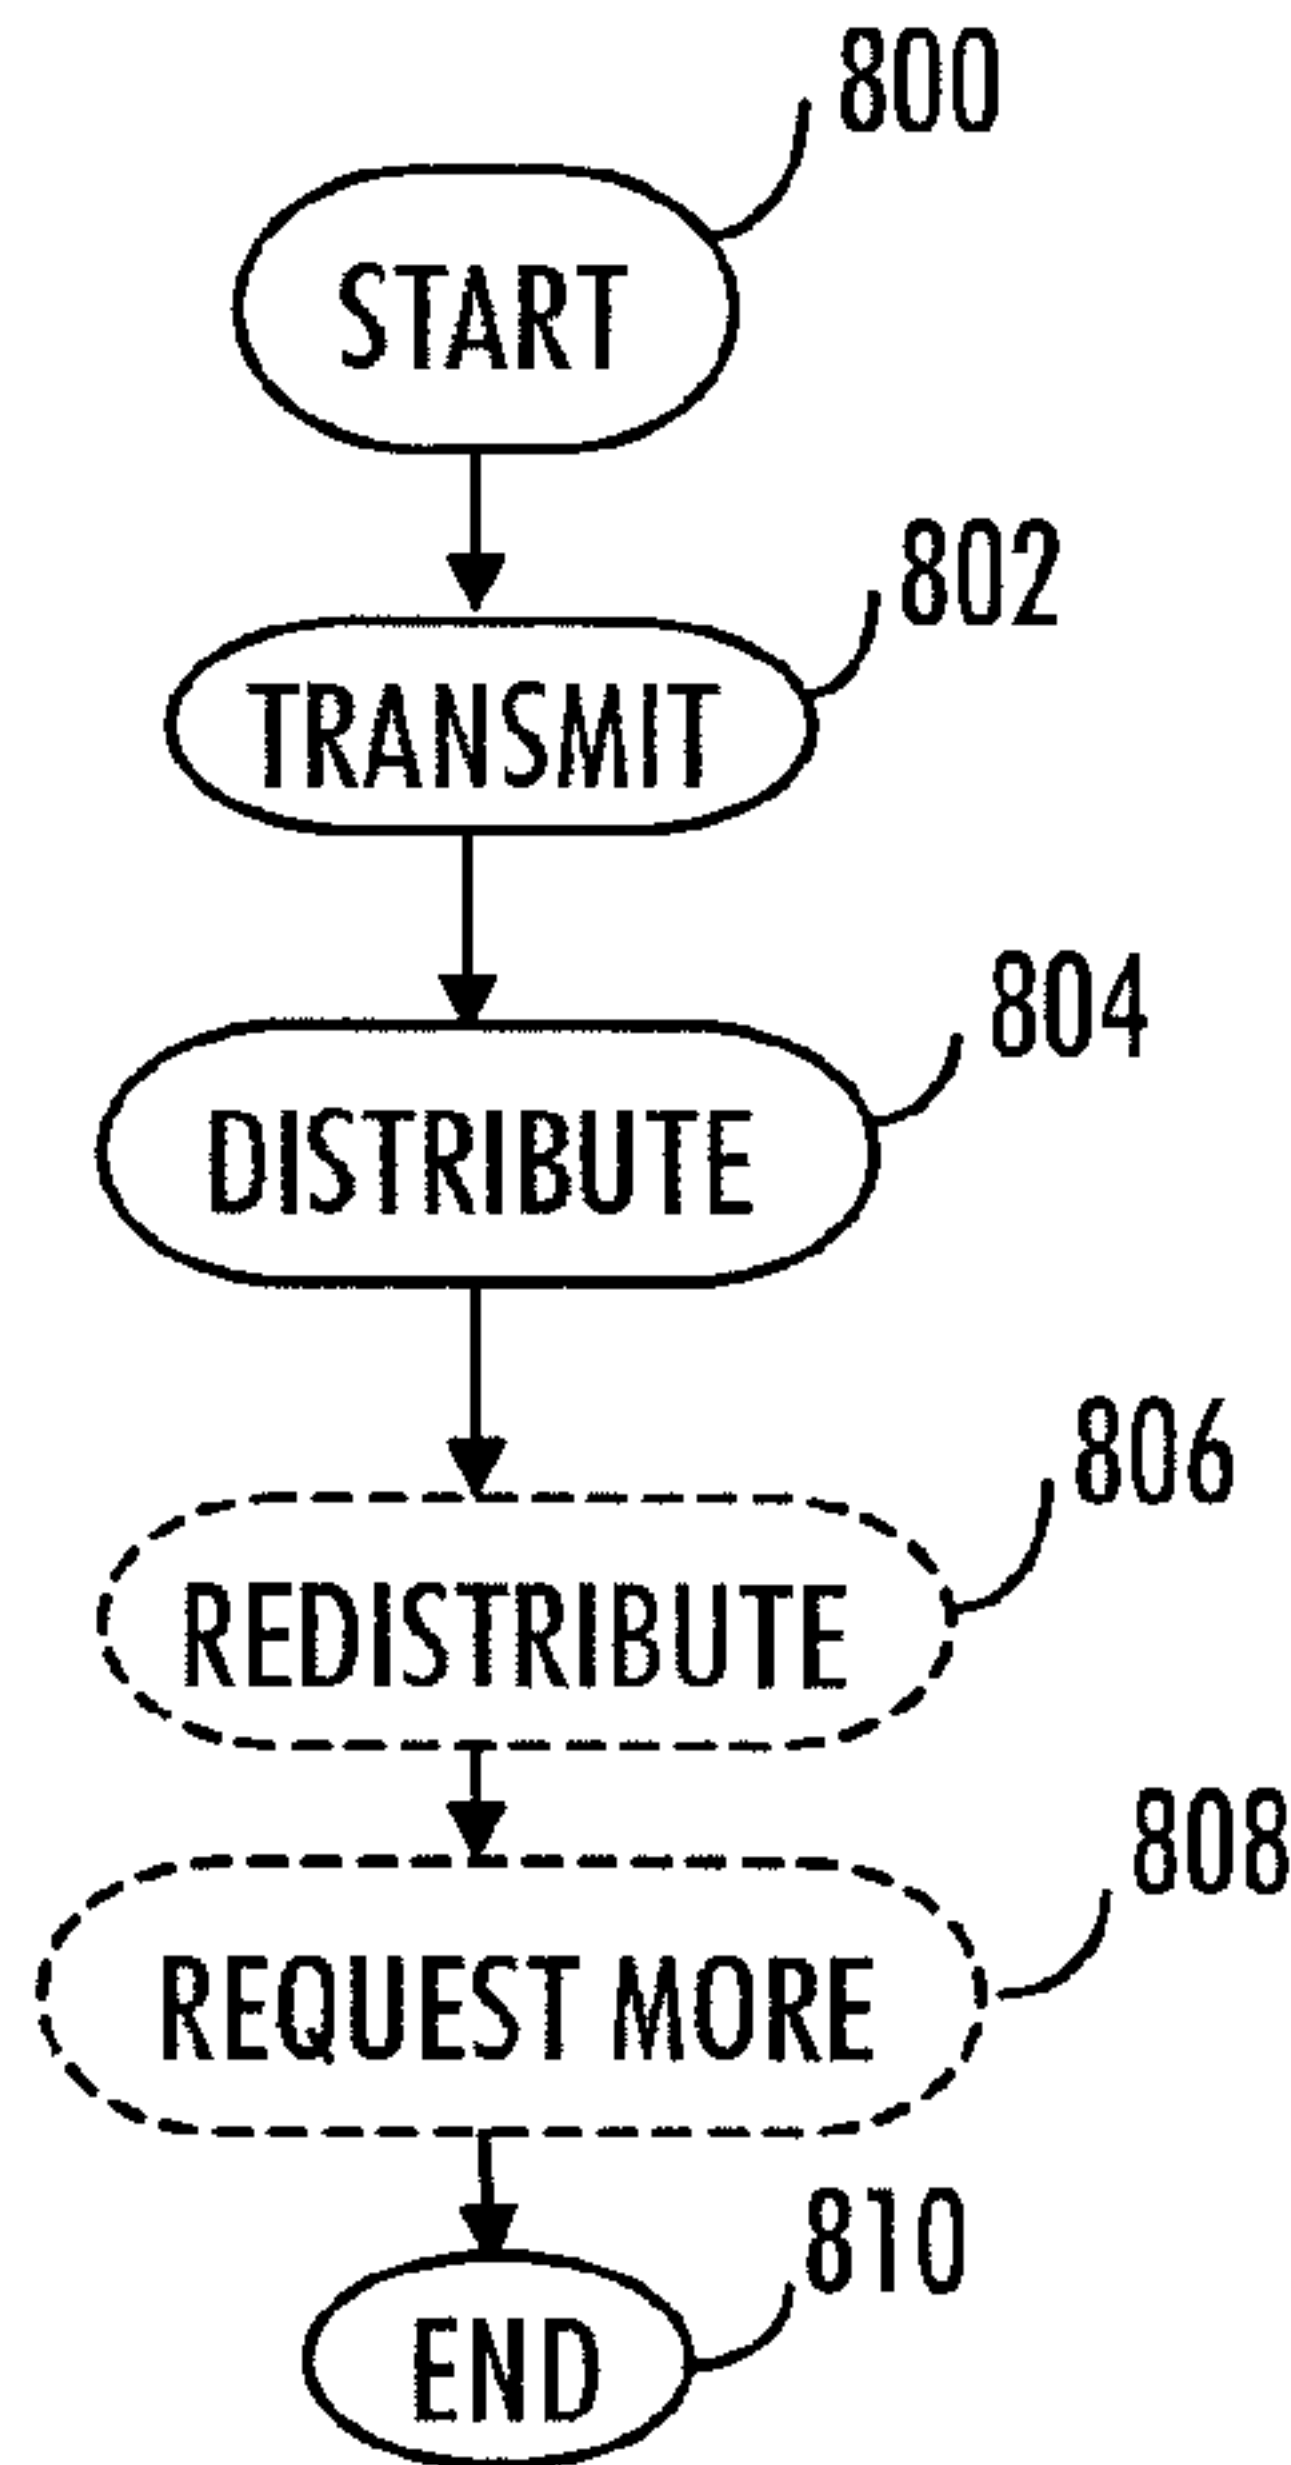 800
START
802
TRANSMIT
804
DISTRIBUTE
806
REDISTRIBUTE
808
REQUEST MORE
810
END